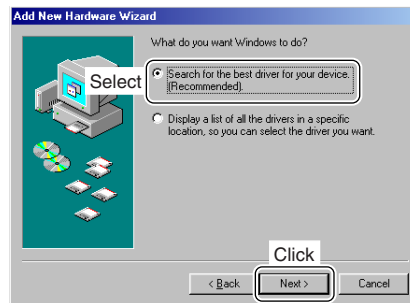 Add New Hardware Wizard
What do you want Windows to do?
Select
Search for the best driver for your device.
(Recommended).
Display a list of all the drivers in a specific
location, so you can select the driver you want.
Click
< Back
Next >
Cancel